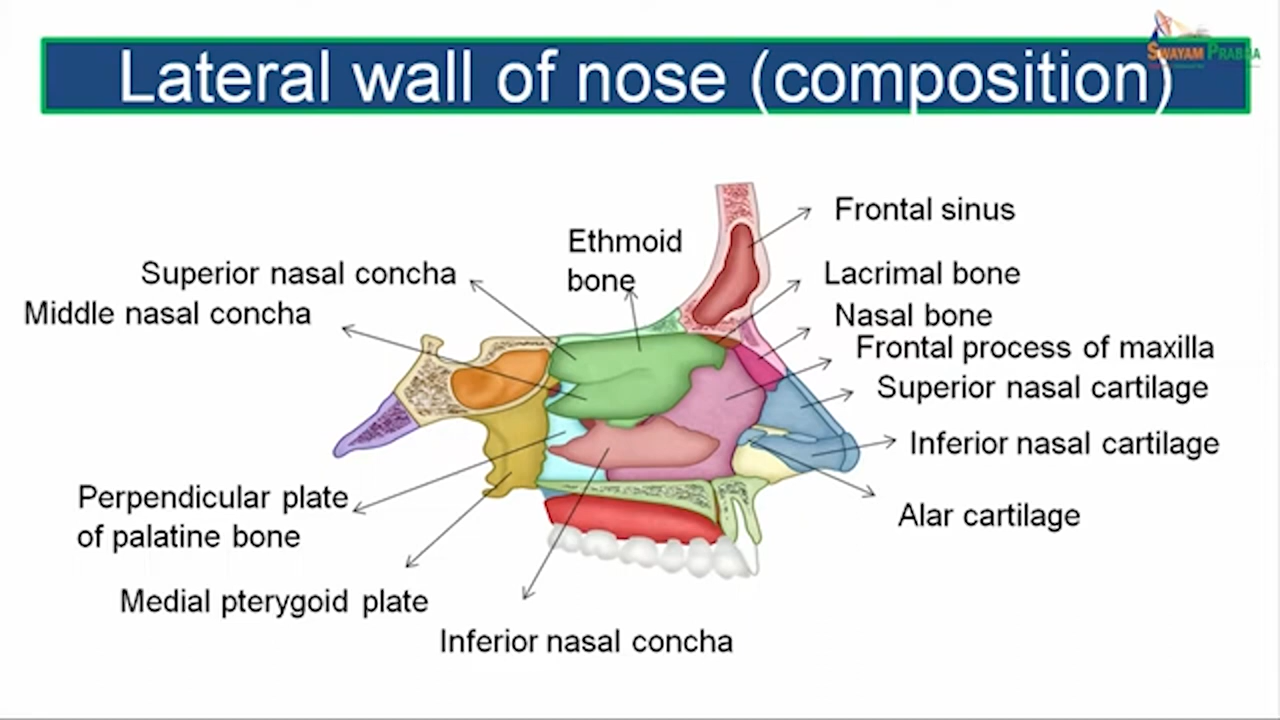 Lateral wall of nose (composition)
SWAYAM PRABHA
Frontal sinus
Ethmoid
bone
Superior nasal concha
Lacrimal bone
Middle nasal concha
Nasal bone
Frontal process of maxilla
Superior nasal cartilage
Inferior nasal cartilage
Perpendicular plate
of palatine bone
Alar cartilage
Medial pterygoid plate
Inferior nasal concha